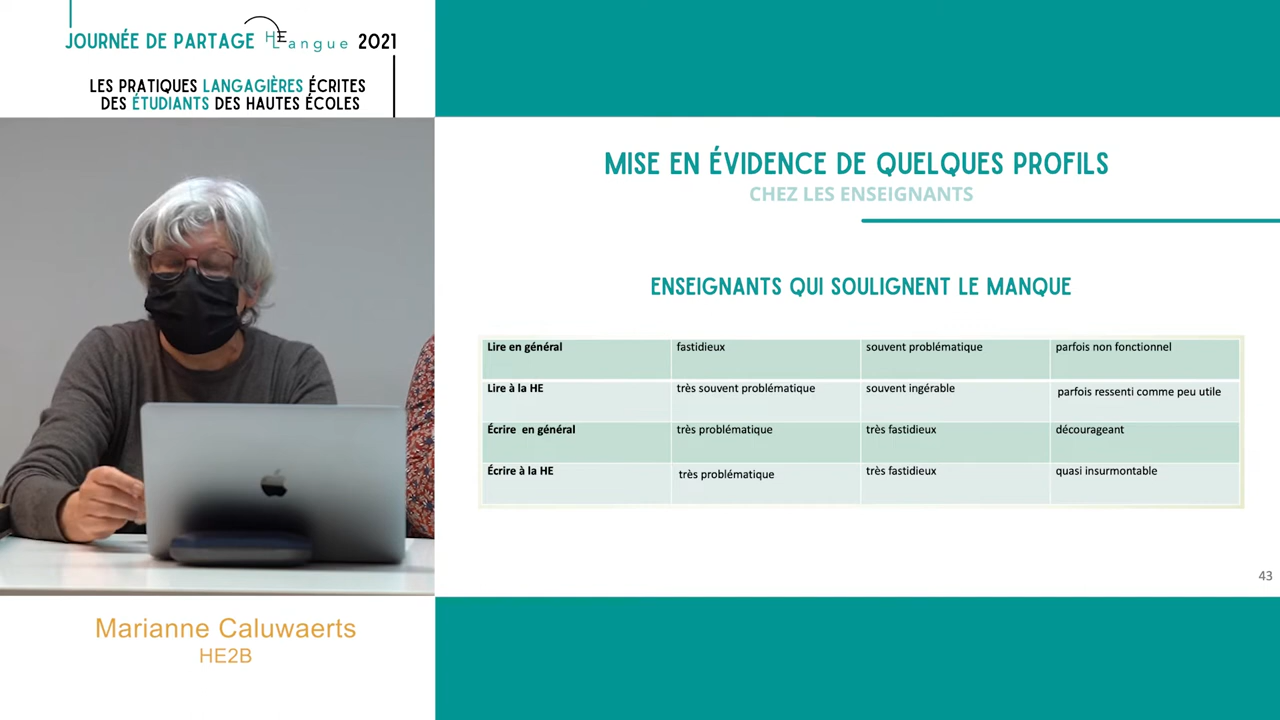 JOURNÉE DE PARTAGE HELangue 2021
LES PRATIQUES LANGAGIÈRES ÉCRITES
DES ÉTUDIANTS DES HAUTES ÉCOLES
MISE EN ÉVIDENCE DE QUELQUES PROFILS
CHEZ LES ENSEIGNANTS
ENSEIGNANTS QUI SOULIGNENT LE MANQUE
Lire en général fastidieux souvent problématique parfois non fonctionnel
Lire à la HE très souvent problématique souvent ingérable parfois ressenti comme peu utile
Écrire en général très problématique très fastidieux décourageant
Écrire à la HE très problématique très fastidieux quasi insurmontable
43
Marianne Caluwaerts
HE2B